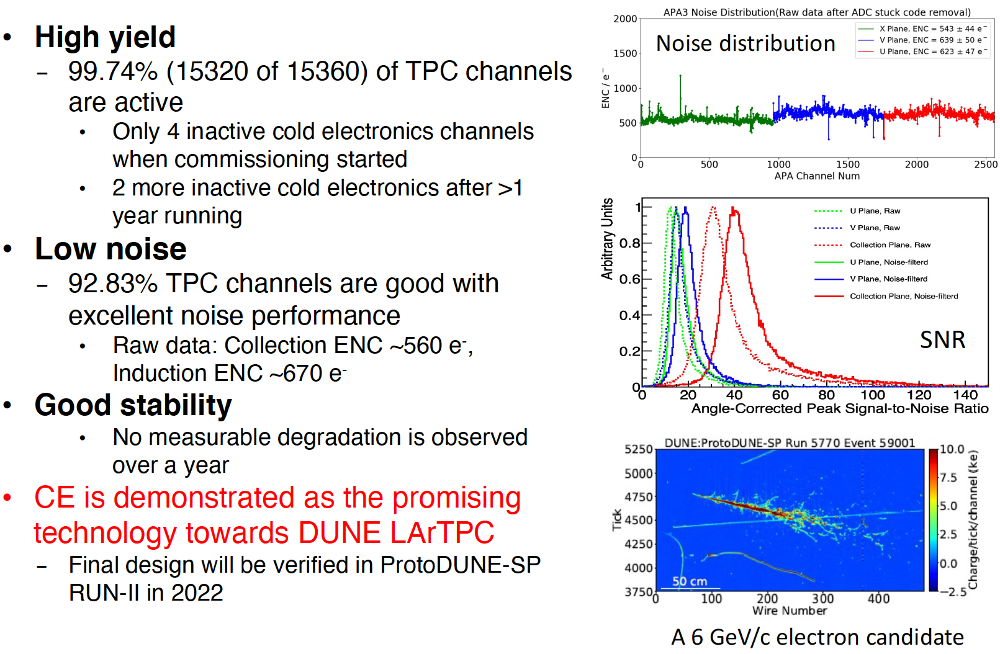 • High yield
– 99.74% (15320 of 15360) of TPC channels
are active
• Only 4 inactive cold electronics channels
when commissioning started
• 2 more inactive cold electronics after >1
year running
• Low noise
– 92.83% TPC channels are good with
excellent noise performance
• Raw data: Collection ENC ~560 e-,
Induction ENC ~670 e-
• Good stability
• No measurable degradation is observed
over a year
• CE is demonstrated as the promising
technology towards DUNE LArTPC
– Final design will be verified in ProtoDUNE-SP
RUN-II in 2022
APA3 Noise Distribution(Raw data after ADC stuck code removal)
Noise distribution
X Plane, ENC = 543 ± 44 e−
V Plane, ENC = 639 ± 50 e−
U Plane, ENC = 623 ± 47 e−
ENC / e−
2000
1500
1000
500
0
0 500 1000 1500 2000 2500
APA Channel Num
Arbitrary Units
1
0.8
0.6
0.4
0.2
0
U Plane, Raw
V Plane, Raw
Collection Plane, Raw
U Plane, Noise-filterd
V Plane, Noise-filterd
Collection Plane, Noise-filterd
SNR
0 20 40 60 80 100 120 140
Angle-Corrected Peak Signal-to-Noise Ratio
DUNE:ProtoDUNE-SP Run 5770 Event 59001
Tick
5250
5000
4750
4500
4250
4000
3750
50 cm
0 100 200 300 400
Wire Number
10.0
7.5
5.0
2.5
0.0
−2.5
Charge/tick/channel (ke)
A 6 GeV/c electron candidate